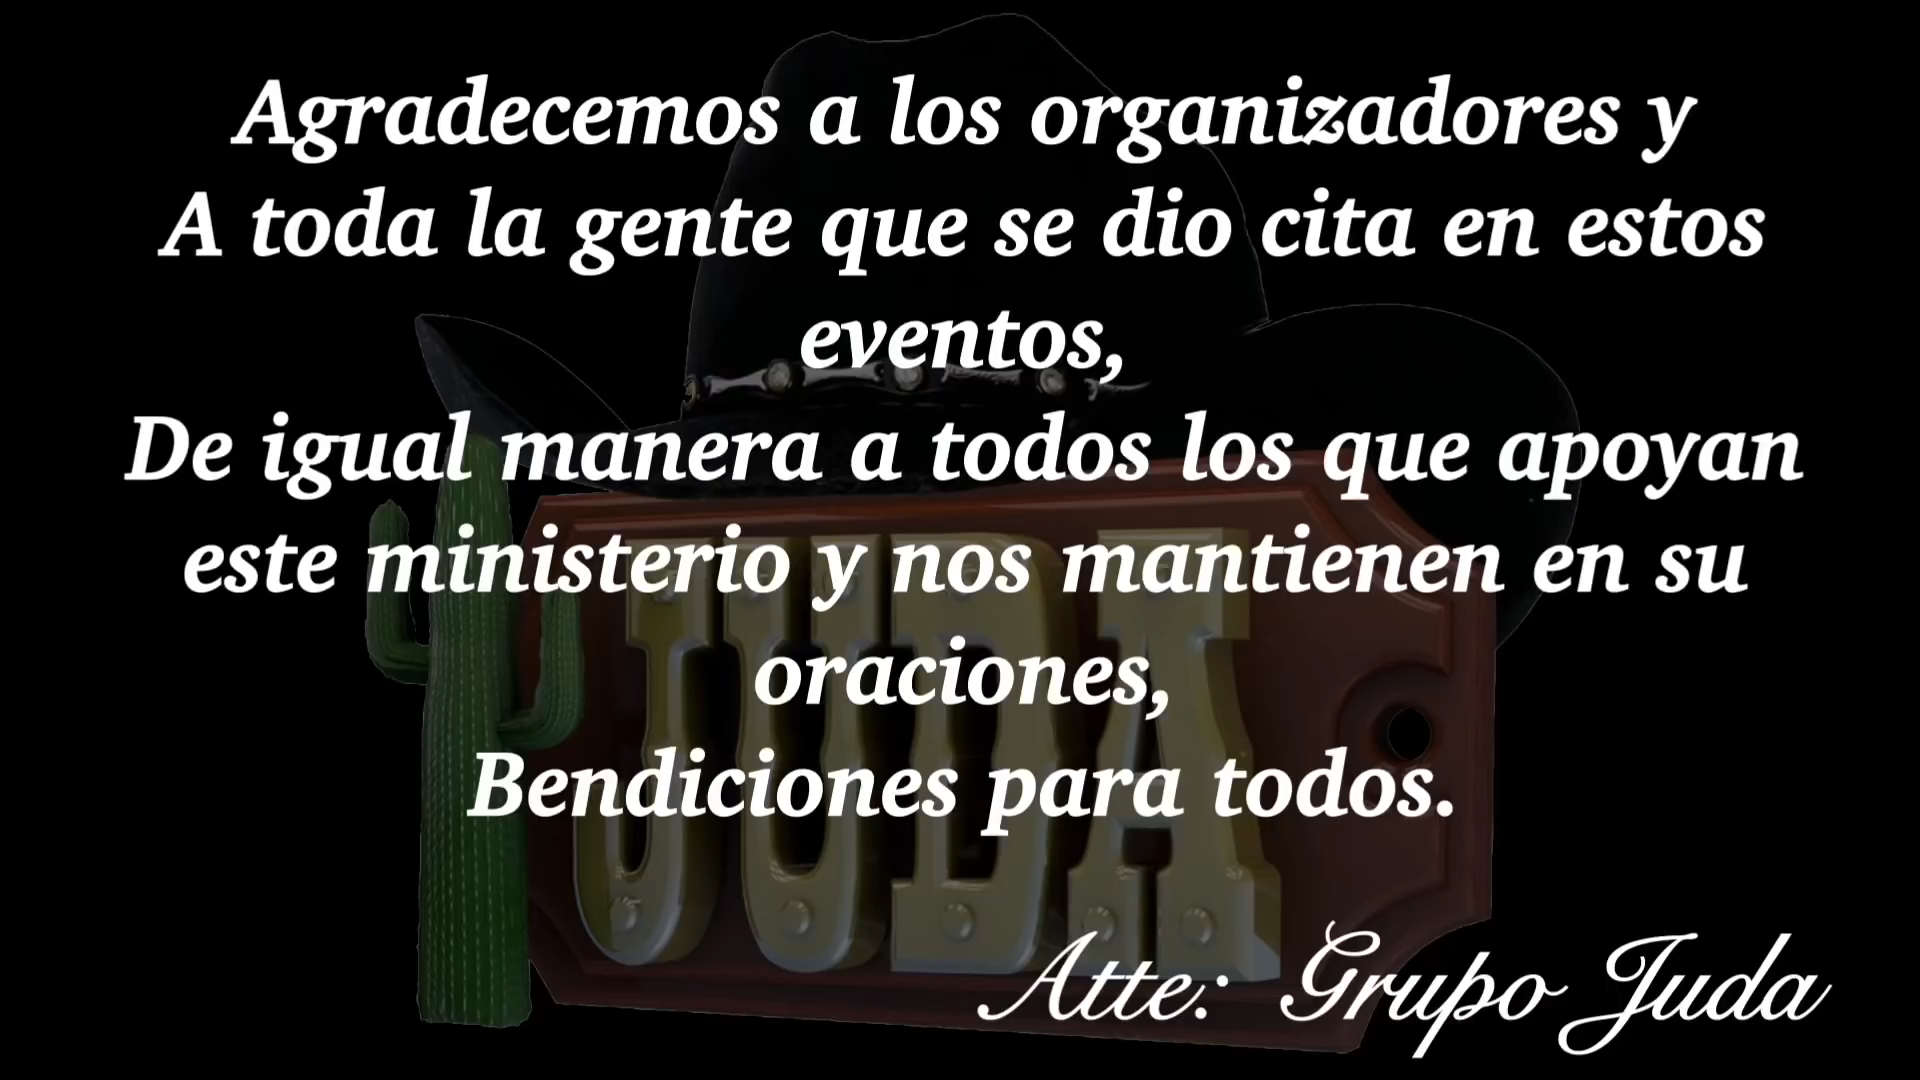 Agradecemos a los organizadores y
A toda la gente que se dio cita en estos
eventos,
De igual manera a todos los que apoyan
este ministerio y nos mantienen en su
oraciones,
Bendiciones para todos.
JUDA
Atte: Grupo Juda